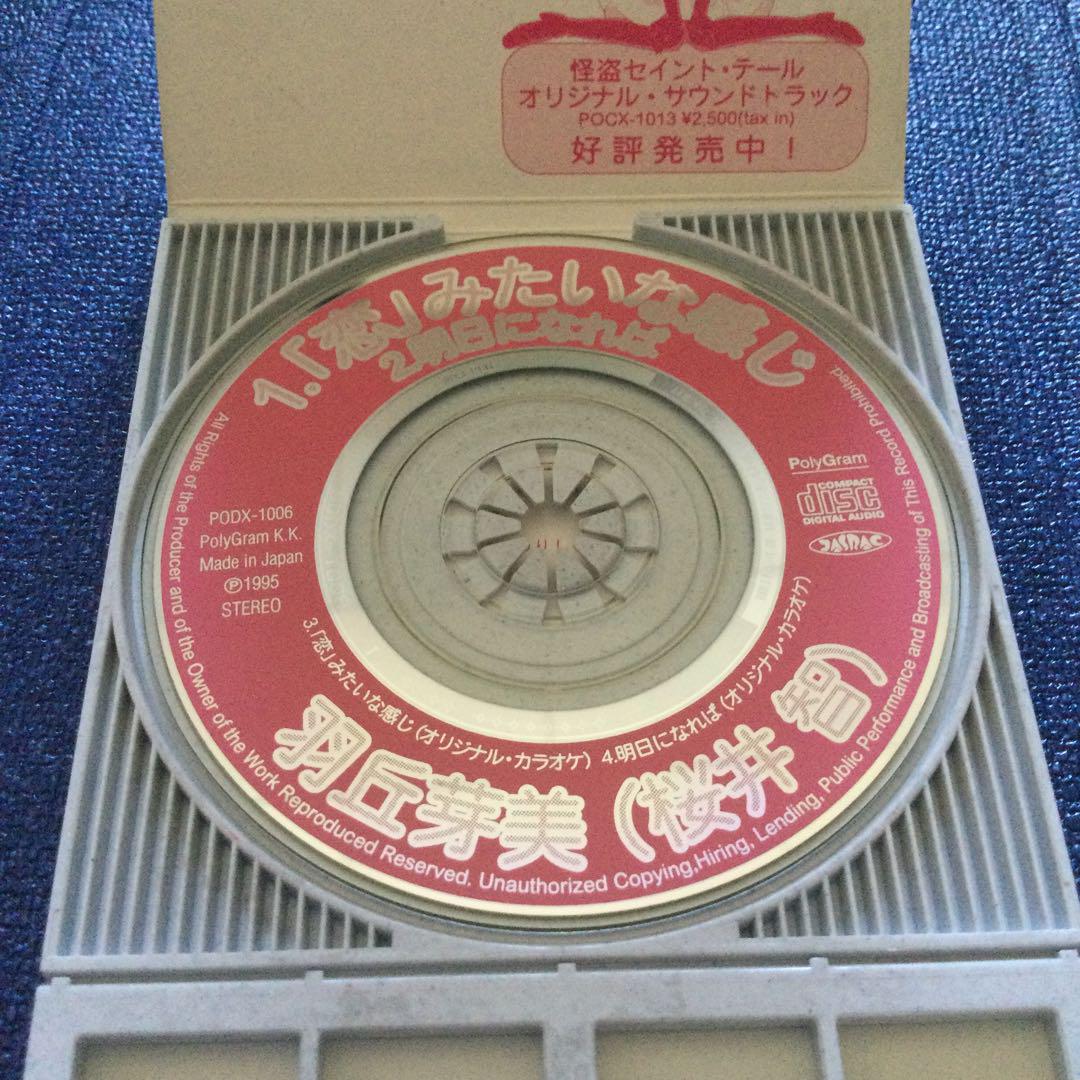 怪盗セイント・テール
オリジナル・サウンドトラック
POCX-1013 ¥2,500(tax in)
好評発売中！
1.「恋」みたいな感じ
2.明日になれば
PODX-1006
PolyGram K.K.
Made in Japan
Ⓟ1995
STEREO
PolyGram
COMPACT
disc
DIGITAL AUDIO
JASRAC
3.「恋」みたいな感じ(オリジナル・カラオケ) 4.明日になれば(オリジナル・カラオケ)
羽丘芽美(桜井 智)
All Rights of the Producer and of the Owner of the Work Reproduced Reserved. Unauthorized Copying,Hiring, Lending, Public Performance and Broadcasting of This Record Prohibited.